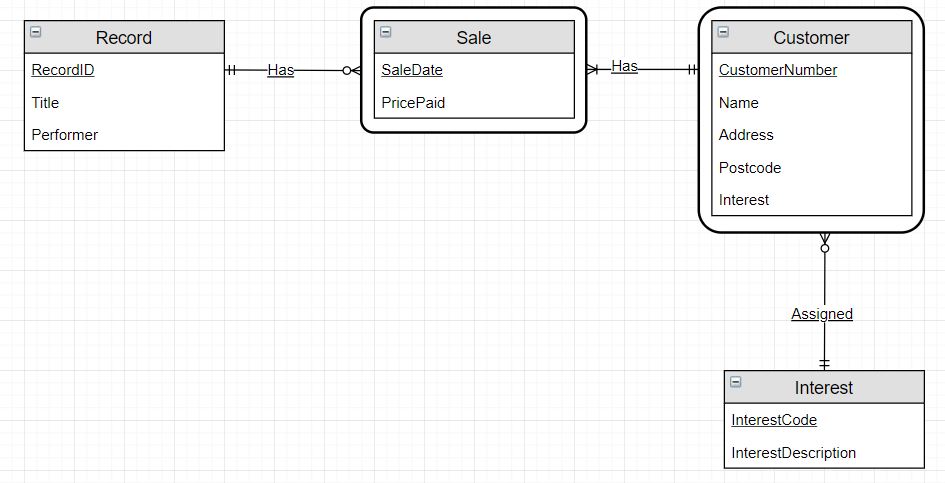 Record
RecordID
Title
Performer
Has
Sale
SaleDate
PricePaid
Has
Customer
CustomerNumber
Name
Address
Postcode
Interest
Assigned
Interest
InterestCode
InterestDescription